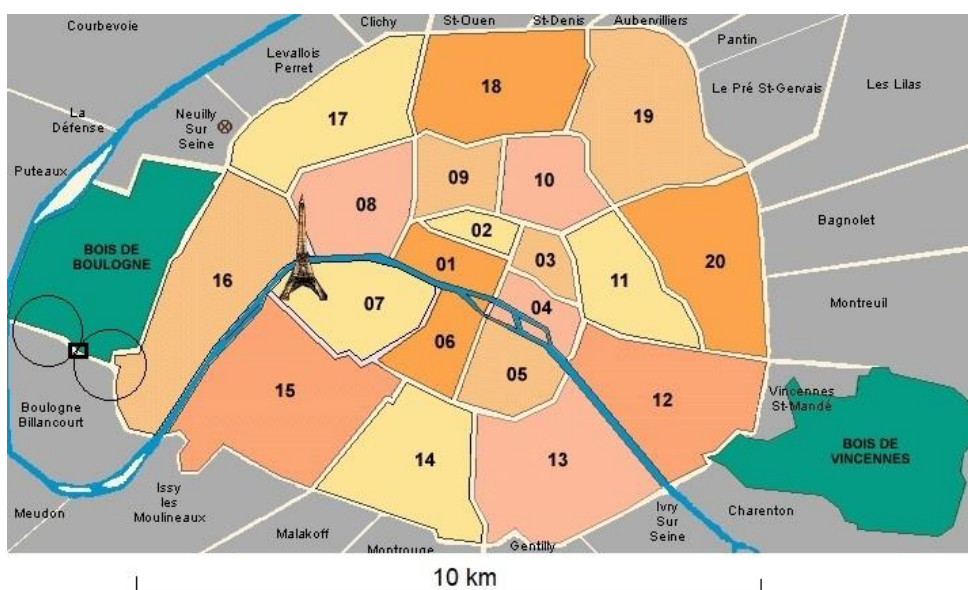 Courbevoie
Clichy
St-Ouen
St-Denis
Aubervilliers
Levallois
Perret
Pantin
Le Pré St-Gervais
Les Lilas
La
Défense
Neuilly
Sur
Seine
17
18
19
Puteaux
08
09
10
BOIS DE
BOULOGNE
16
02
01
03
11
20
Bagnolet
07
04
Montreuil
06
05
15
12
Boulogne
Billancourt
Vincennes
St-Mandé
BOIS DE
VINCENNES
14
13
Meudon
Issy
les
Moulineaux
Ivry
Sur
Seine
Charenton
Malakoff
Montrouge
Gentilly
10 km